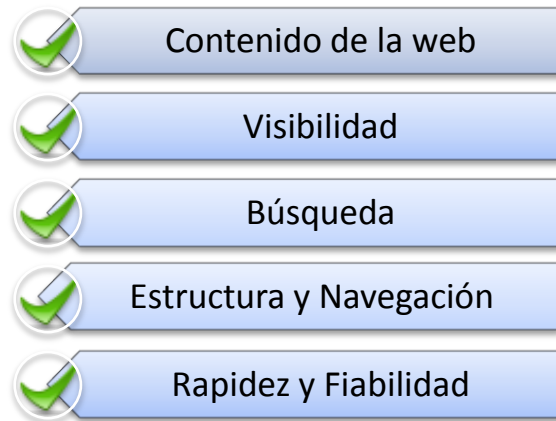 Contenido de la web
Visibilidad
Búsqueda
Estructura y Navegación
Rapidez y Fiabilidad